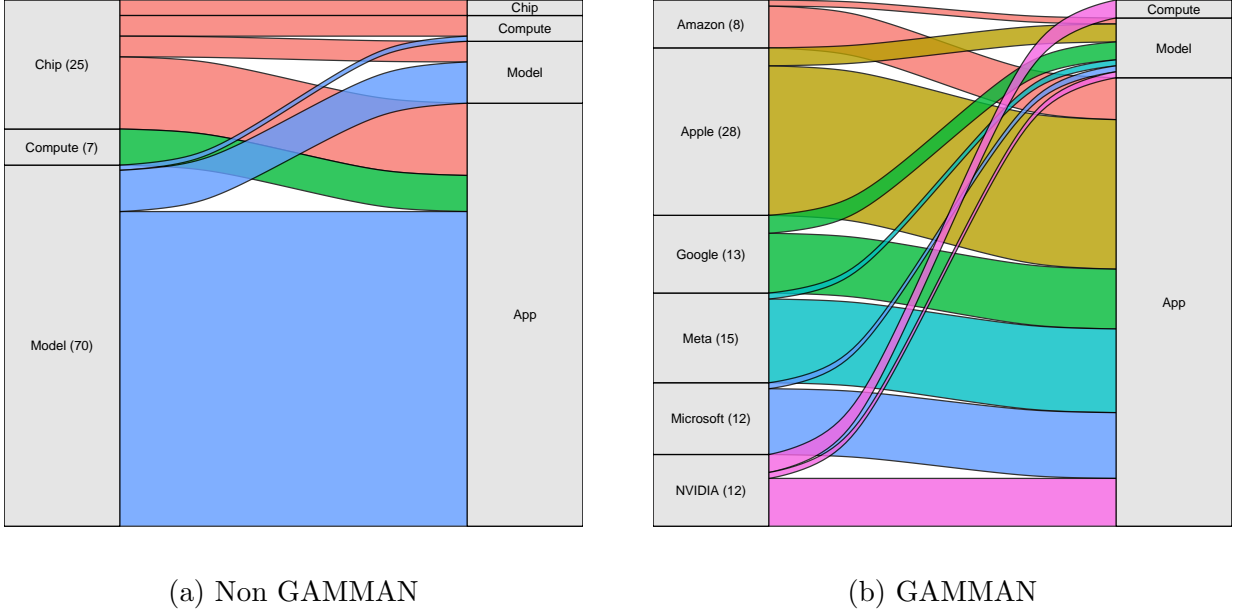 Chip (25)
Compute (7)
Model (70)
Chip
Compute
Model
App
(a) Non GAMMAN
Amazon (8)
Apple (28)
Google (13)
Meta (15)
Microsoft (12)
NVIDIA (12)
Compute
Model
App
(b) GAMMAN